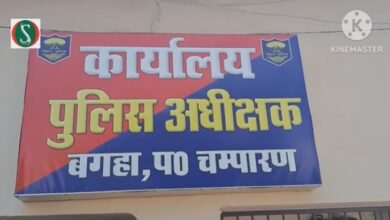 S
KINEMASTER
कार्यालय
पुलिस अधीक्षक
बगहा, प० चम्पारण